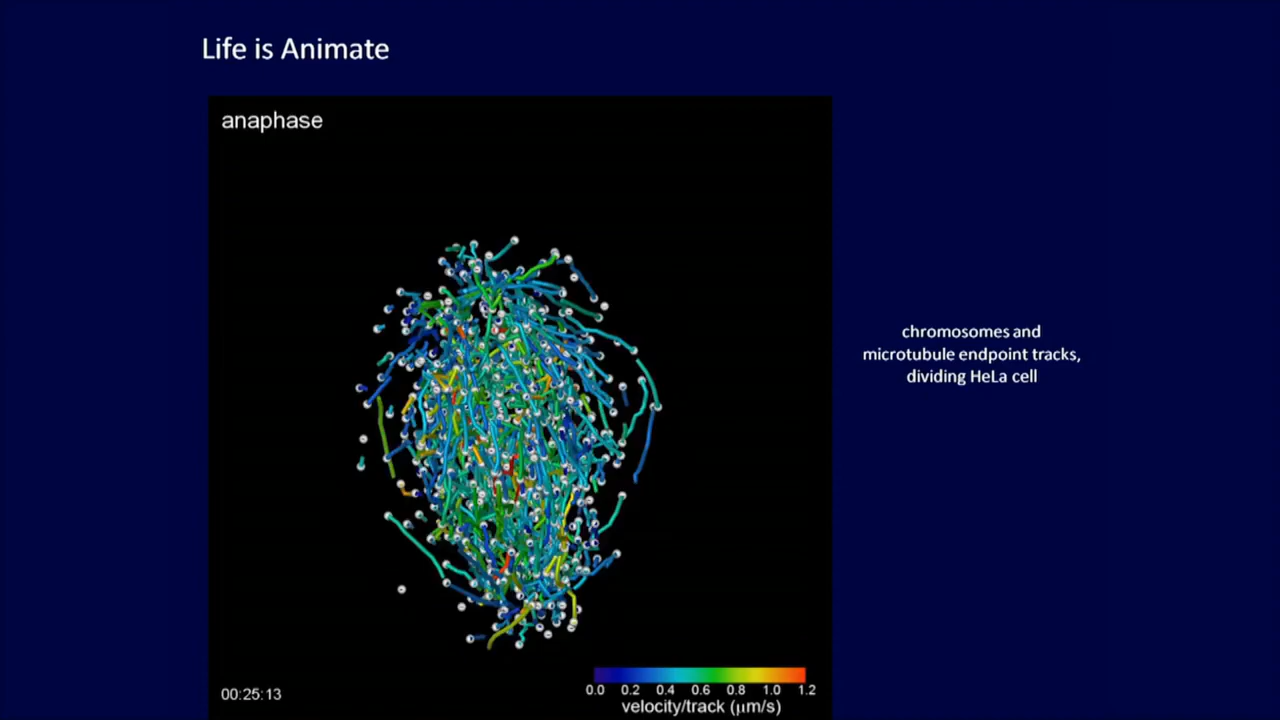 Life is Animate
anaphase
chromosomes and
microtubule endpoint tracks,
dividing HeLa cell
00:25:13
0.0 0.2 0.4 0.6 0.8 1.0 1.2
velocity/track (μm/s)